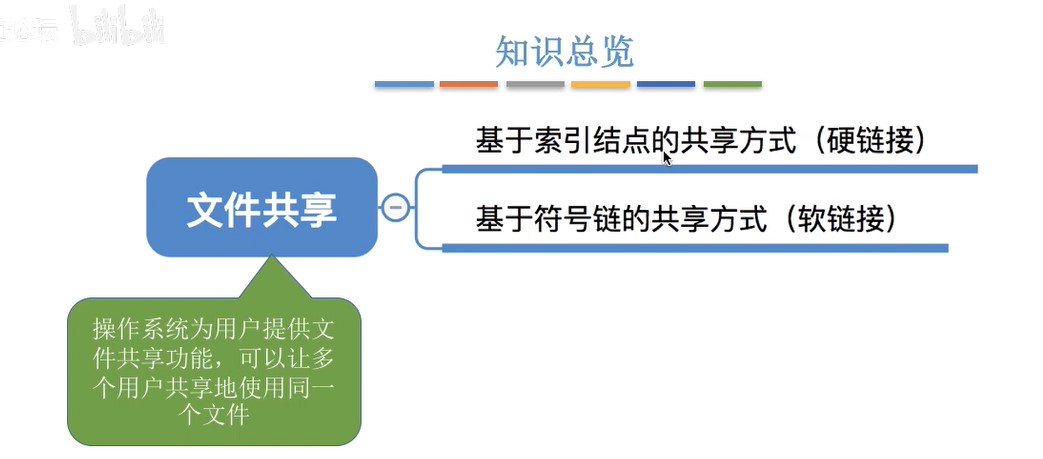 bilibili
知识总览
基于索引结点的共享方式（硬链接）
文件共享
基于符号链的共享方式（软链接）
操作系统为用户提供文
件共享功能，可以让多
个用户共享地使用同一
个文件